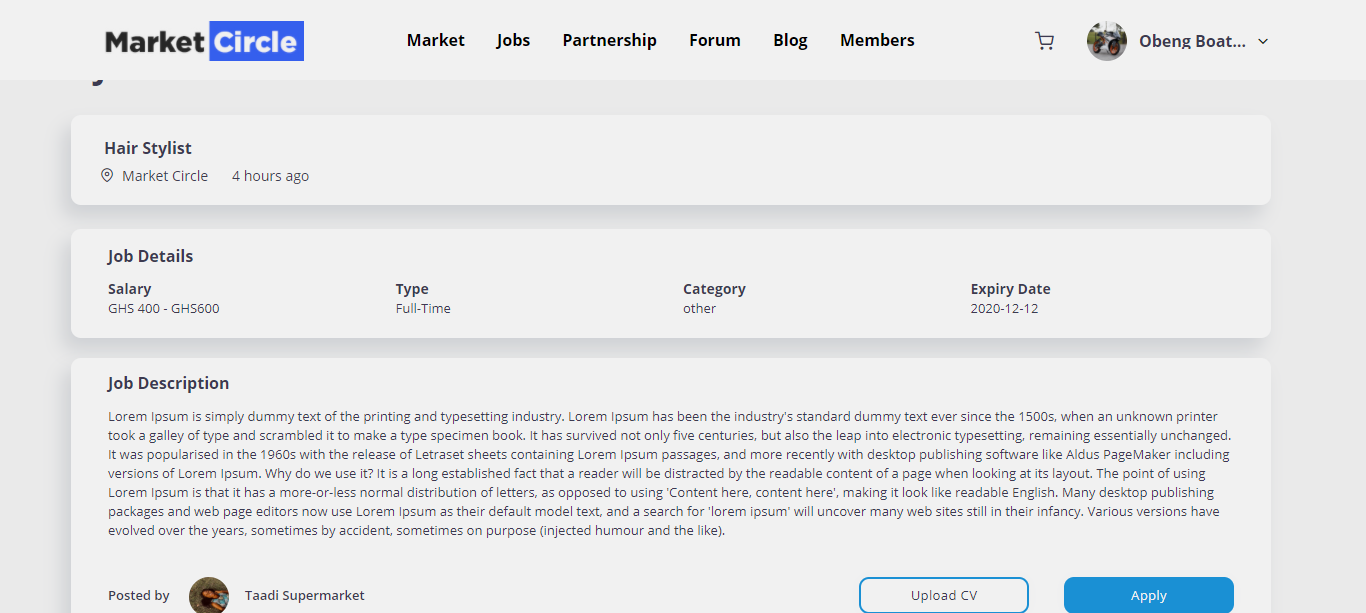 Market Circle
Market Jobs Partnership Forum Blog Members
Obeng Boat...
Hair Stylist
Market Circle 4 hours ago
Job Details
Salary Type Category Expiry Date
GHS 400 - GHS600 Full-Time other 2020-12-12
Job Description
Lorem Ipsum is simply dummy text of the printing and typesetting industry. Lorem Ipsum has been the industry's standard dummy text ever since the 1500s, when an unknown printer
took a galley of type and scrambled it to make a type specimen book. It has survived not only five centuries, but also the leap into electronic typesetting, remaining essentially unchanged.
It was popularised in the 1960s with the release of Letraset sheets containing Lorem Ipsum passages, and more recently with desktop publishing software like Aldus PageMaker including
versions of Lorem Ipsum. Why do we use it? It is a long established fact that a reader will be distracted by the readable content of a page when looking at its layout. The point of using
Lorem Ipsum is that it has a more-or-less normal distribution of letters, as opposed to using 'Content here, content here', making it look like readable English. Many desktop publishing
packages and web page editors now use Lorem Ipsum as their default model text, and a search for 'lorem ipsum' will uncover many web sites still in their infancy. Various versions have
evolved over the years, sometimes by accident, sometimes on purpose (injected humour and the like).
Posted by Taadi Supermarket Upload CV Apply